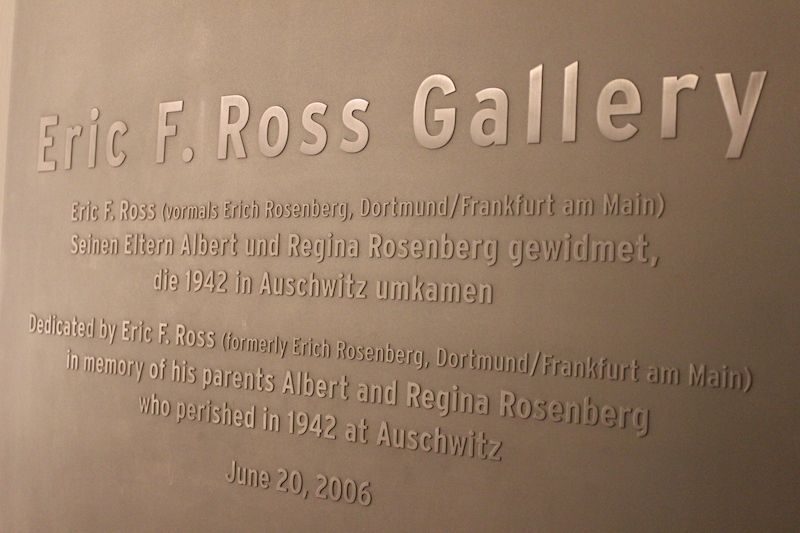 Eric F. Ross Gallery
Eric F. Ross (vormals Erich Rosenberg, Dortmund/Frankfurt am Main)
Seinen Eltern Albert und Regina Rosenberg gewidmet,
die 1942 in Auschwitz umkamen
Dedicated by Eric F. Ross (formerly Erich Rosenberg, Dortmund/Frankfurt am Main)
in memory of his parents Albert and Regina Rosenberg
who perished in 1942 at Auschwitz
June 20, 2006